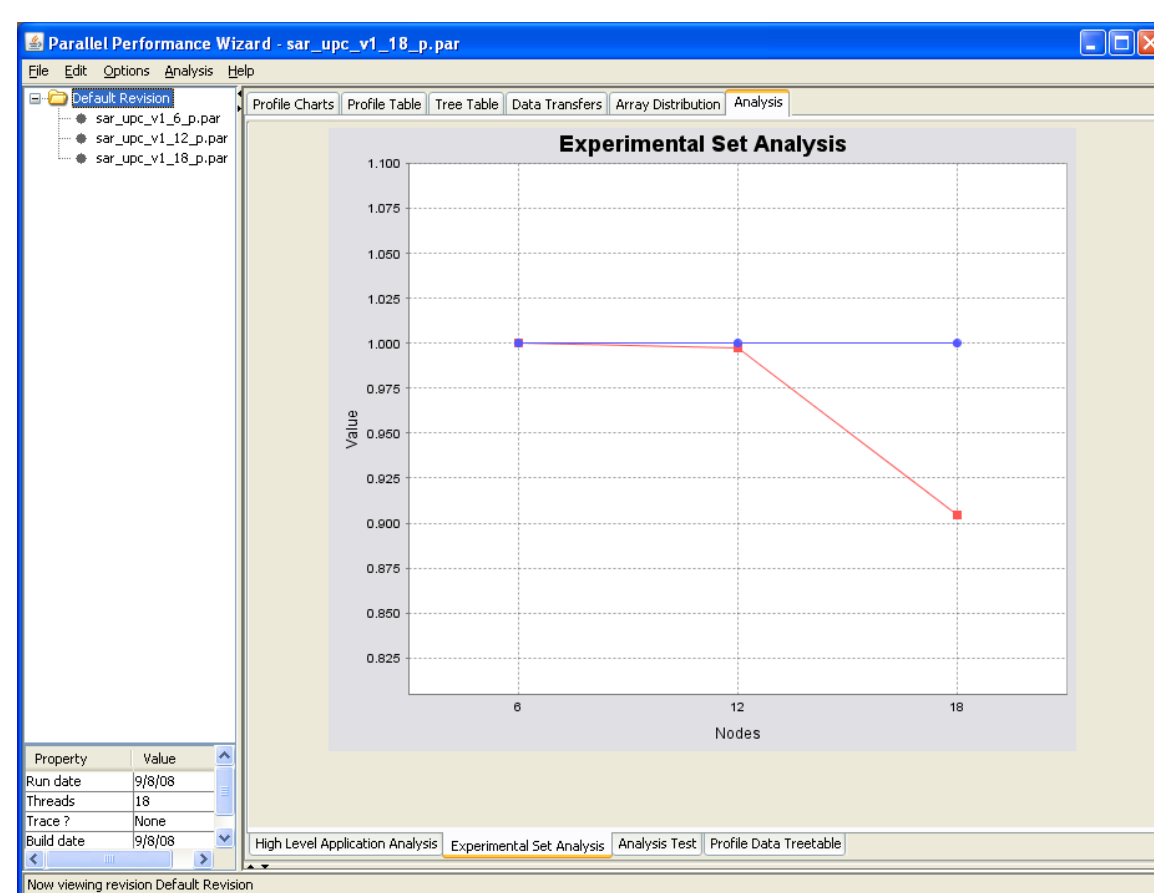 Parallel Performance Wizard - sar_upc_v1_18_p.par
File Edit Options Analysis Help
Default Revision
sar_upc_v1_6_p.par
sar_upc_v1_12_p.par
sar_upc_v1_18_p.par
Profile Charts Profile Table Tree Table Data Transfers Array Distribution Analysis
Experimental Set Analysis
1.100
1.075
1.050
1.025
1.000
0.975
0.950
0.925
0.900
0.875
0.850
0.825
Value
6 12 18
Nodes
Property Value
Run date 9/8/08
Threads 18
Trace ? None
Build date 9/8/08
High Level Application Analysis Experimental Set Analysis Analysis Test Profile Data Treetable
Now viewing revision Default Revision